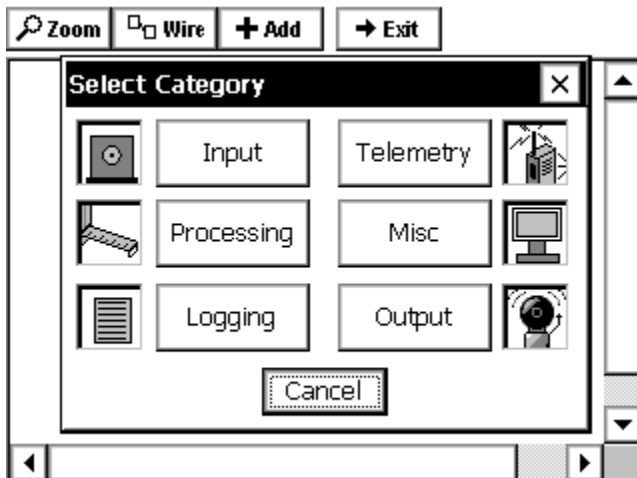 Zoom Wire Add Exit
Select Category
Input Telemetry
Processing Misc
Logging Output
Cancel